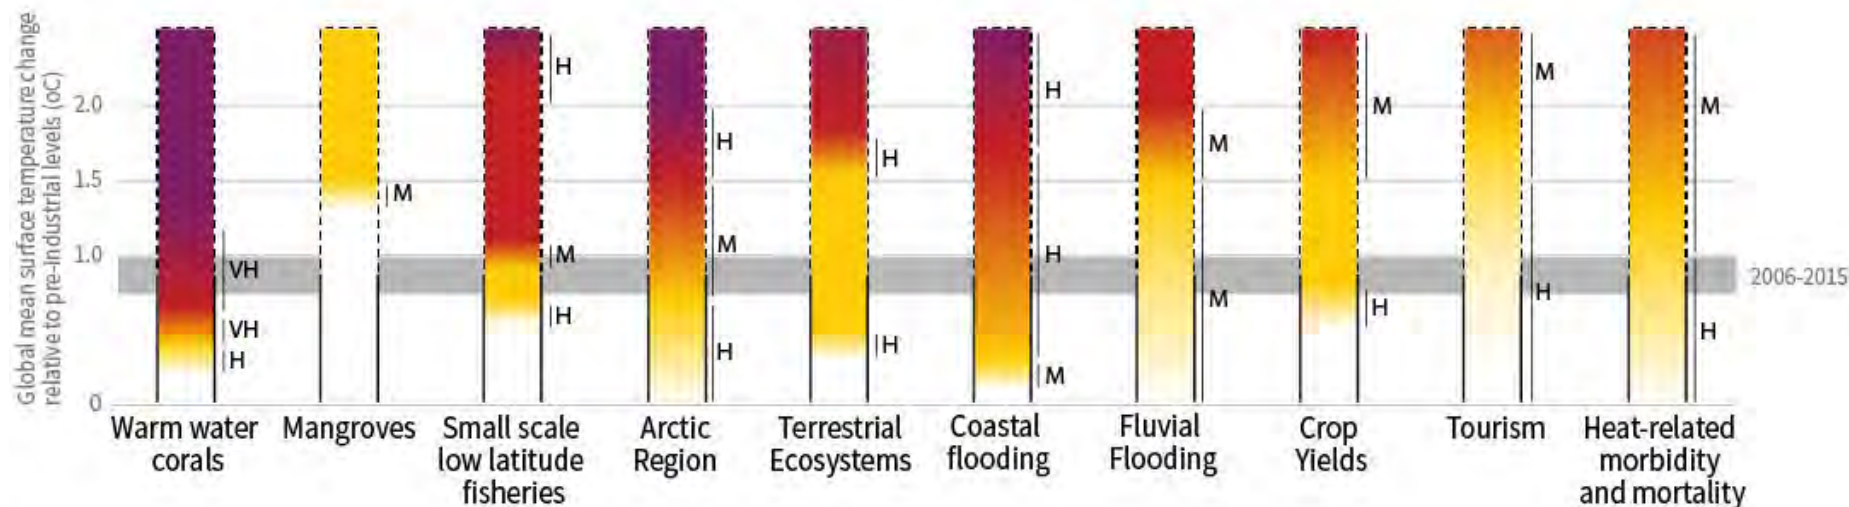 Global mean surface temperature change
relative to pre-industrial levels (oC)
2.0
1.5
1.0
0
VH
VH
H
M
H
M
H
H
M
H
H
H
H
H
M
M
M
M
H
M
H
M
H
2006-2015
Warm water
corals
Mangroves
Small scale
low latitude
fisheries
Arctic
Region
Terrestrial
Ecosystems
Coastal
flooding
Fluvial
Flooding
Crop
Yields
Tourism
Heat-related
morbidity
and mortality